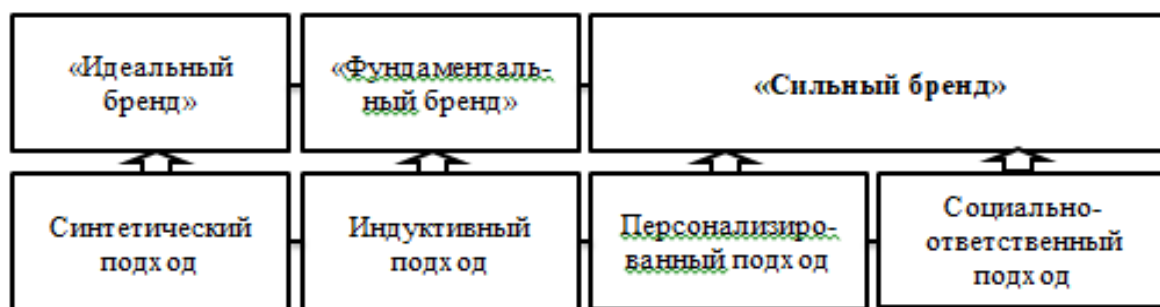 «Идеальный
бренд»
«Фундаменталь-
ный бренд»
«Сильный бренд»
Синтетический
подход
Индуктивный
подход
Персонализиро-
ванный подход
Социально-
ответственный
подход